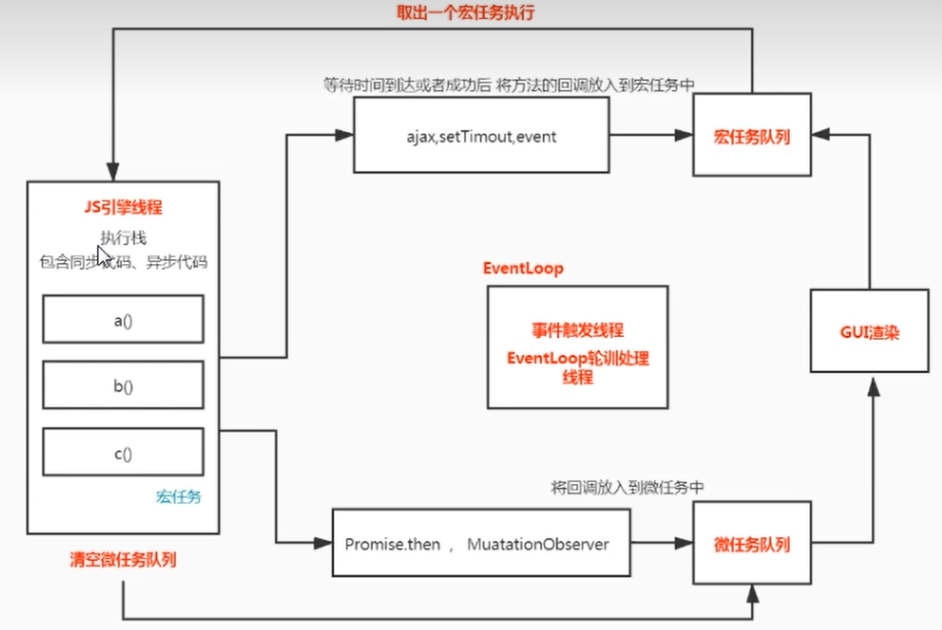 取出一个宏任务执行
等待时间到达或者成功后 将方法的回调放入到宏任务中
ajax,setTimout,event
宏任务队列
JS引擎线程
执行栈
包含同步代码、异步代码
a()
b()
c()
宏任务
清空微任务队列
EventLoop
事件触发线程
EventLoop轮训处理
线程
GUI渲染
将回调放入到微任务中
Promise.then ， MuatationObserver
微任务队列